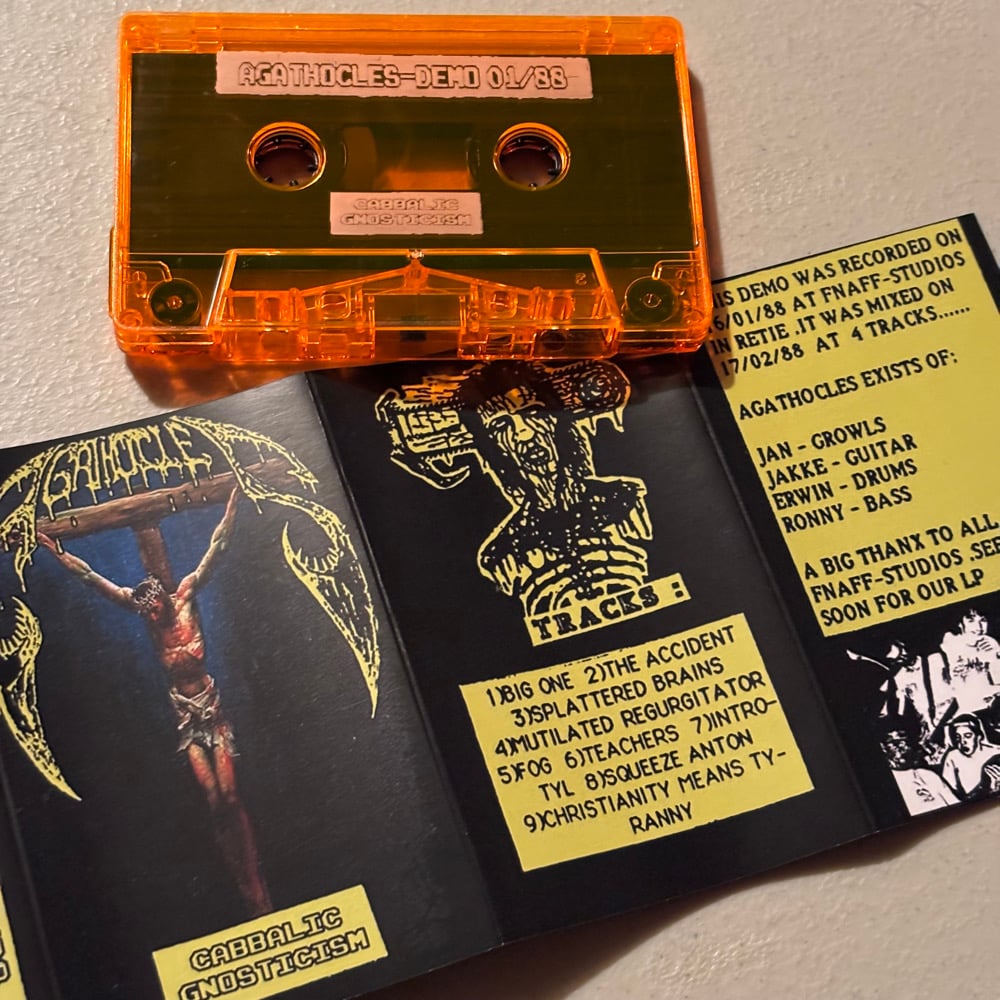 AGATHOCLES-DEMO 01/88
CABBALIC
GNOSTICISM
AGATHOCLES
CABBALIC
GNOSTICISM
TRACKS:
1)BIG ONE 2)THE ACCIDENT
3)SPLATTERED BRAINS
4)MUTILATED REGURGITATOR
5)FOG 6)TEACHERS 7)INTRO-
TYL 8)SQUEEZE ANTON
9)CHRISTIANITY MEANS TY-
RANNY
DEMO WAS RECORDED ON
6/01/88 AT FNAFF-STUDIOS
IN RETIE .IT WAS MIXED ON
17/02/88 AT 4 TRACKS......
AGATHOCLES EXISTS OF:
JAN - GROWLS
JAKKE - GUITAR
ERWIN - DRUMS
RONNY - BASS
A BIG THANX TO ALL
FNAFF-STUDIOS .SEE
SOON FOR OUR LP